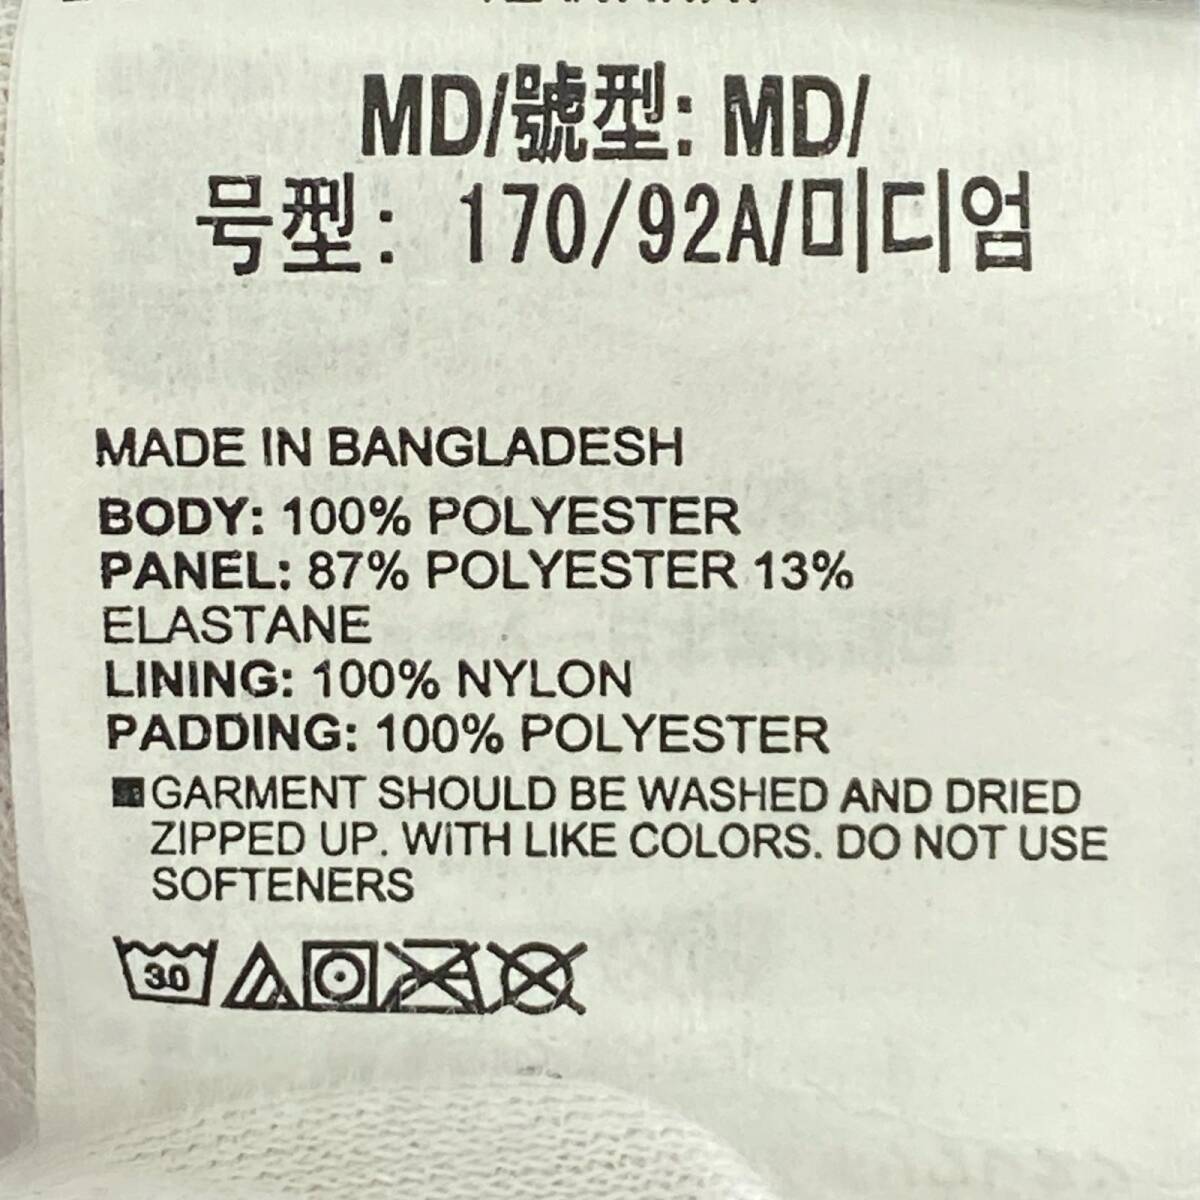 MD/號型: MD/
号型: 170/92A/미디엄
MADE IN BANGLADESH
BODY: 100% POLYESTER
PANEL: 87% POLYESTER 13%
ELASTANE
LINING: 100% NYLON
PADDING: 100% POLYESTER
■GARMENT SHOULD BE WASHED AND DRIED
ZIPPED UP. WITH LIKE COLORS. DO NOT USE
SOFTENERS
30